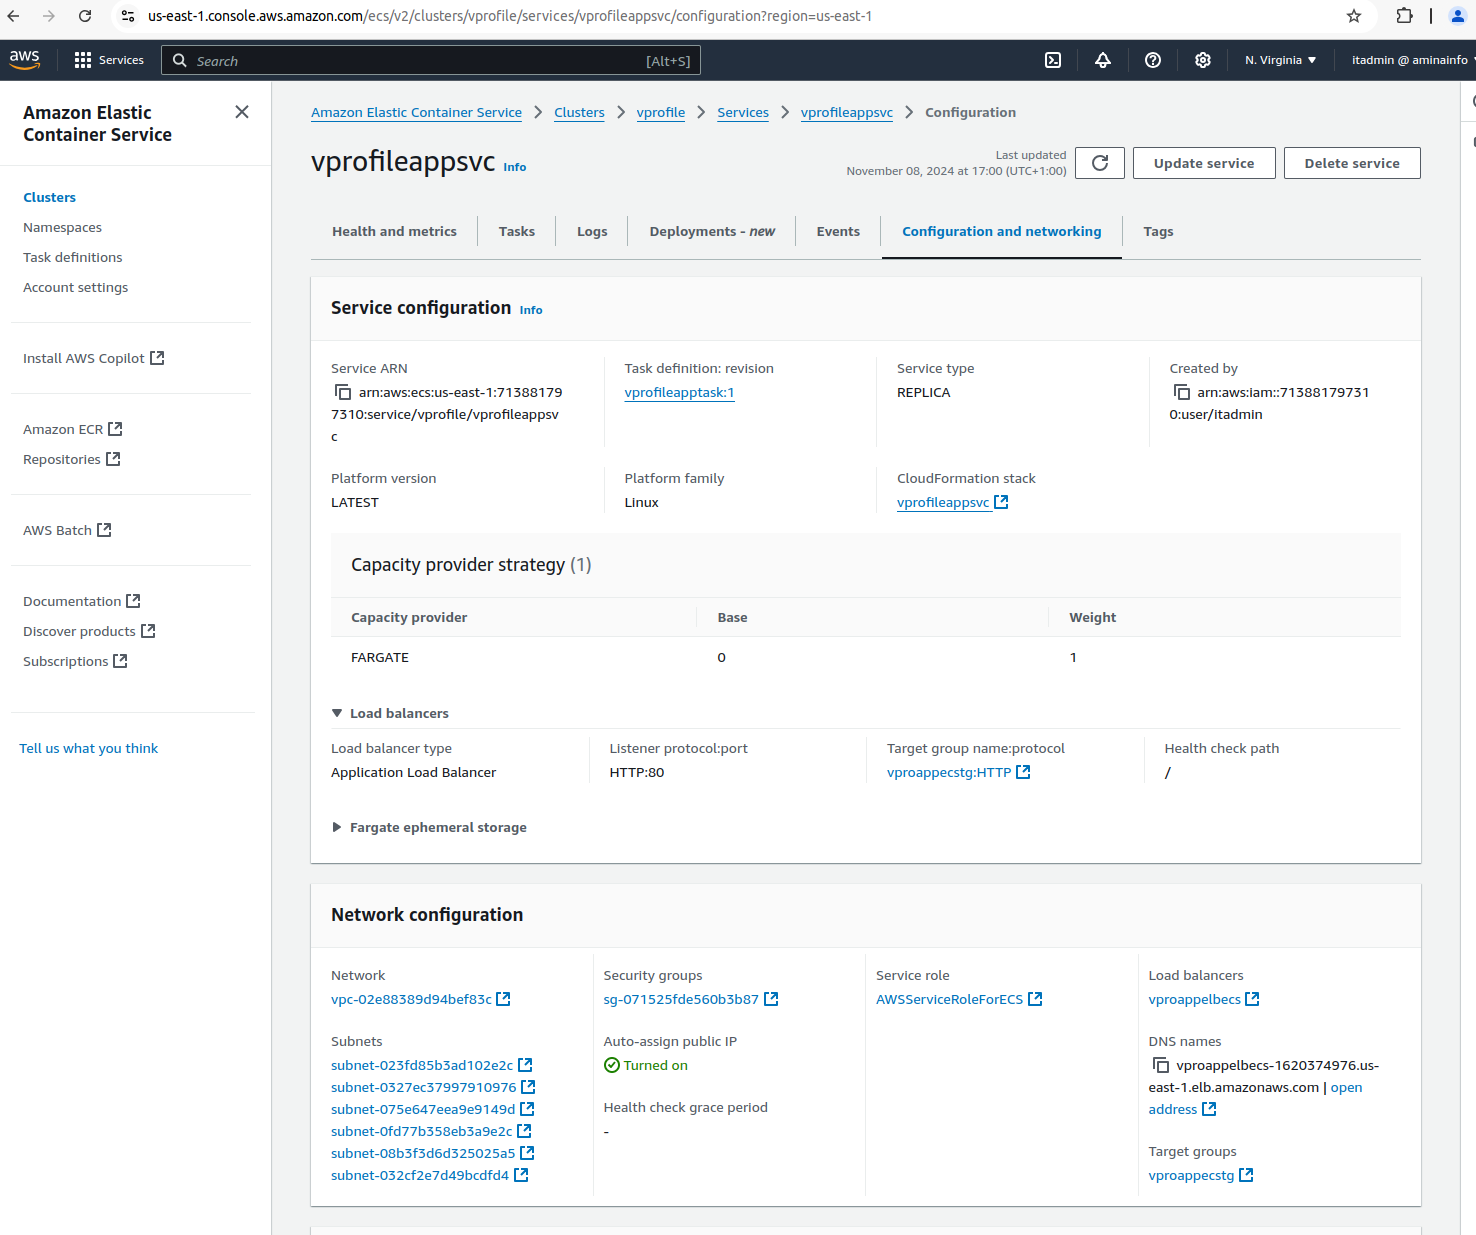 us-east-1.console.aws.amazon.com/ecs/v2/clusters/vprofile/services/vprofileappsvc/configuration?region=us-east-1
aws Services Search [Alt+S] N. Virginia itadmin @ aminainfo
Amazon Elastic
Container Service
Clusters
Namespaces
Task definitions
Account settings
Install AWS Copilot
Amazon ECR
Repositories
AWS Batch
Documentation
Discover products
Subscriptions
Tell us what you think
Amazon Elastic Container Service Clusters vprofile Services vprofileappsvc Configuration
vprofileappsvc Info
Last updated
November 08, 2024 at 17:00 (UTC+1:00)
Update service Delete service
Health and metrics Tasks Logs Deployments - new Events Configuration and networking Tags
Service configuration Info
Service ARN
arn:aws:ecs:us-east-1:71388179
7310:service/vprofile/vprofileappsv
c
Task definition: revision
vprofileapptask:1
Service type
REPLICA
Created by
arn:aws:iam::71388179731
0:user/itadmin
Platform version
LATEST
Platform family
Linux
CloudFormation stack
vprofileappsvc
Capacity provider strategy (1)
Capacity provider Base Weight
FARGATE 0 1
Load balancers
Load balancer type
Application Load Balancer
Listener protocol:port
HTTP:80
Target group name:protocol
vproappecstg:HTTP
Health check path
/
Fargate ephemeral storage
Network configuration
Network
vpc-02e88389d94bef83c
Subnets
subnet-023fd85b3ad102e2c
subnet-0327ec37997910976
subnet-075e647eea9e9149d
subnet-0fd77b358eb3a9e2c
subnet-08b3f3d6d325025a5
subnet-032cf2e7d49bcdfd4
Security groups
sg-071525fde560b3b87
Auto-assign public IP
Turned on
Health check grace period
-
Service role
AWSServiceRoleForECS
Load balancers
vproappelbecs
DNS names
vproappelbecs-1620374976.us-
east-1.elb.amazonaws.com | open
address
Target groups
vproappecstg